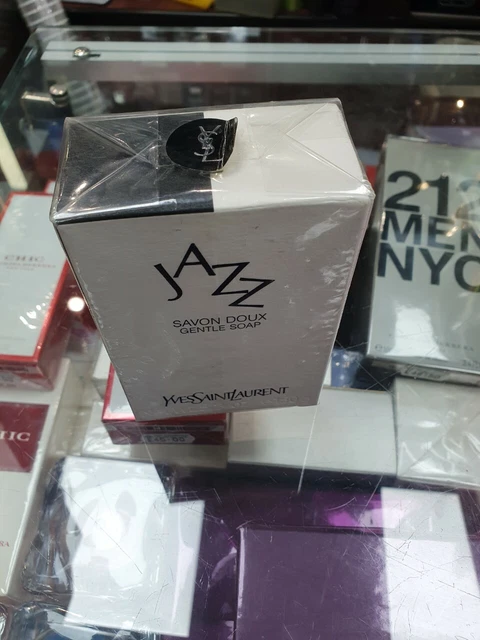 YSL
JAZZ
SAVON DOUX
GENTLE SOAP
YVESSAINTLAURENT
212
MEN
NYC
CHIC